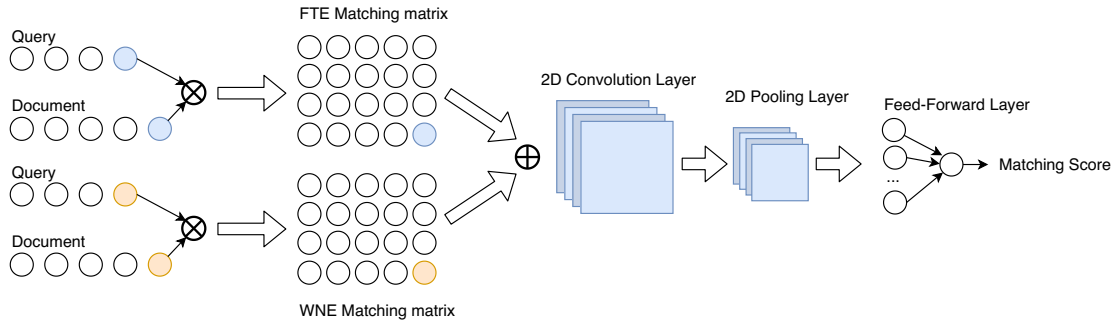 FTE Matching matrix
Query
Document
2D Convolution Layer
2D Pooling Layer
Feed-Forward Layer
...
Matching Score
Query
Document
WNE Matching matrix